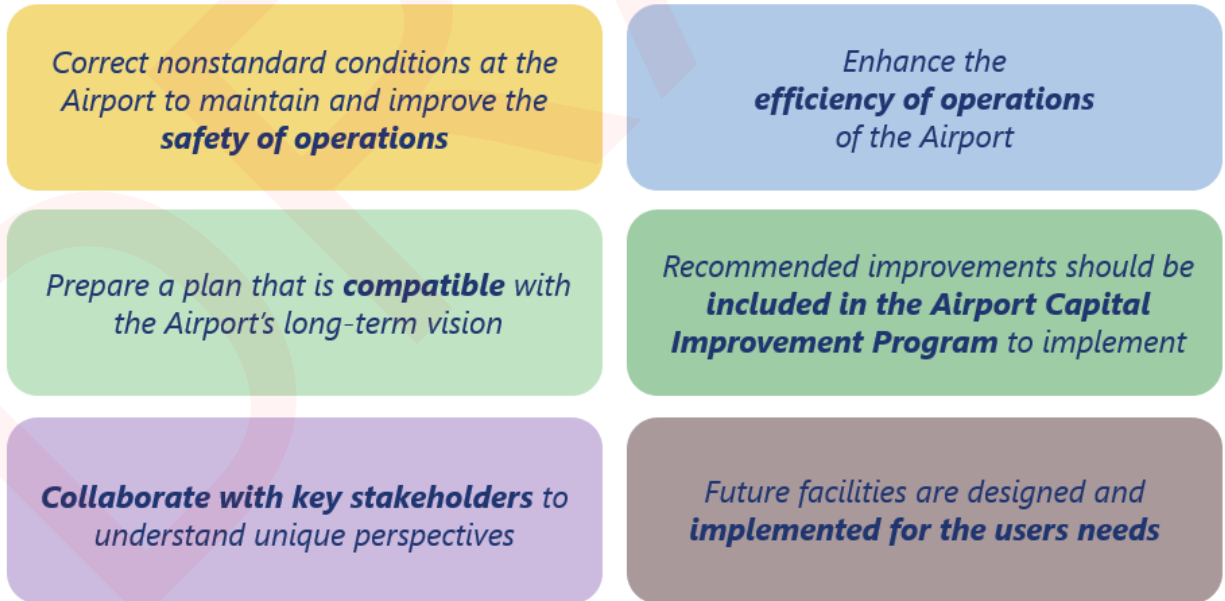 Correct nonstandard conditions at the
Airport to maintain and improve the
safety of operations
Enhance the
efficiency of operations
of the Airport
Prepare a plan that is compatible with
the Airport's long-term vision
Recommended improvements should be
included in the Airport Capital
Improvement Program to implement
Collaborate with key stakeholders to
understand unique perspectives
Future facilities are designed and
implemented for the users needs